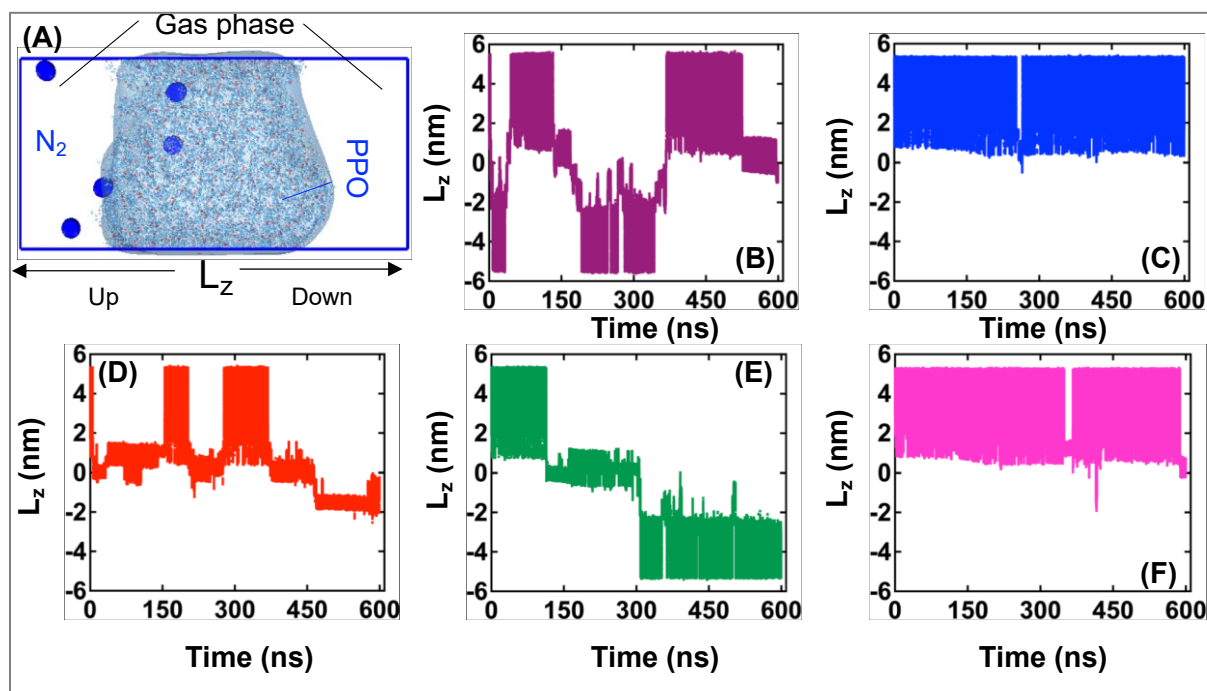 (A)
Gas phase
N2
PPO
Lz
Up
Down
6
4
2
0
-2
-4
-6
Lz (nm)
0 150 300 450 600
Time (ns)
(B)
6
4
2
0
-2
-4
-6
Lz (nm)
0 150 300 450 600
Time (ns)
(C)
6
4
2
0
-2
-4
-6
Lz (nm)
(D)
0 150 300 450 600
Time (ns)
6
4
2
0
-2
-4
-6
Lz (nm)
(E)
0 150 300 450 600
Time (ns)
6
4
2
0
-2
-4
-6
Lz (nm)
(F)
0 150 300 450 600
Time (ns)